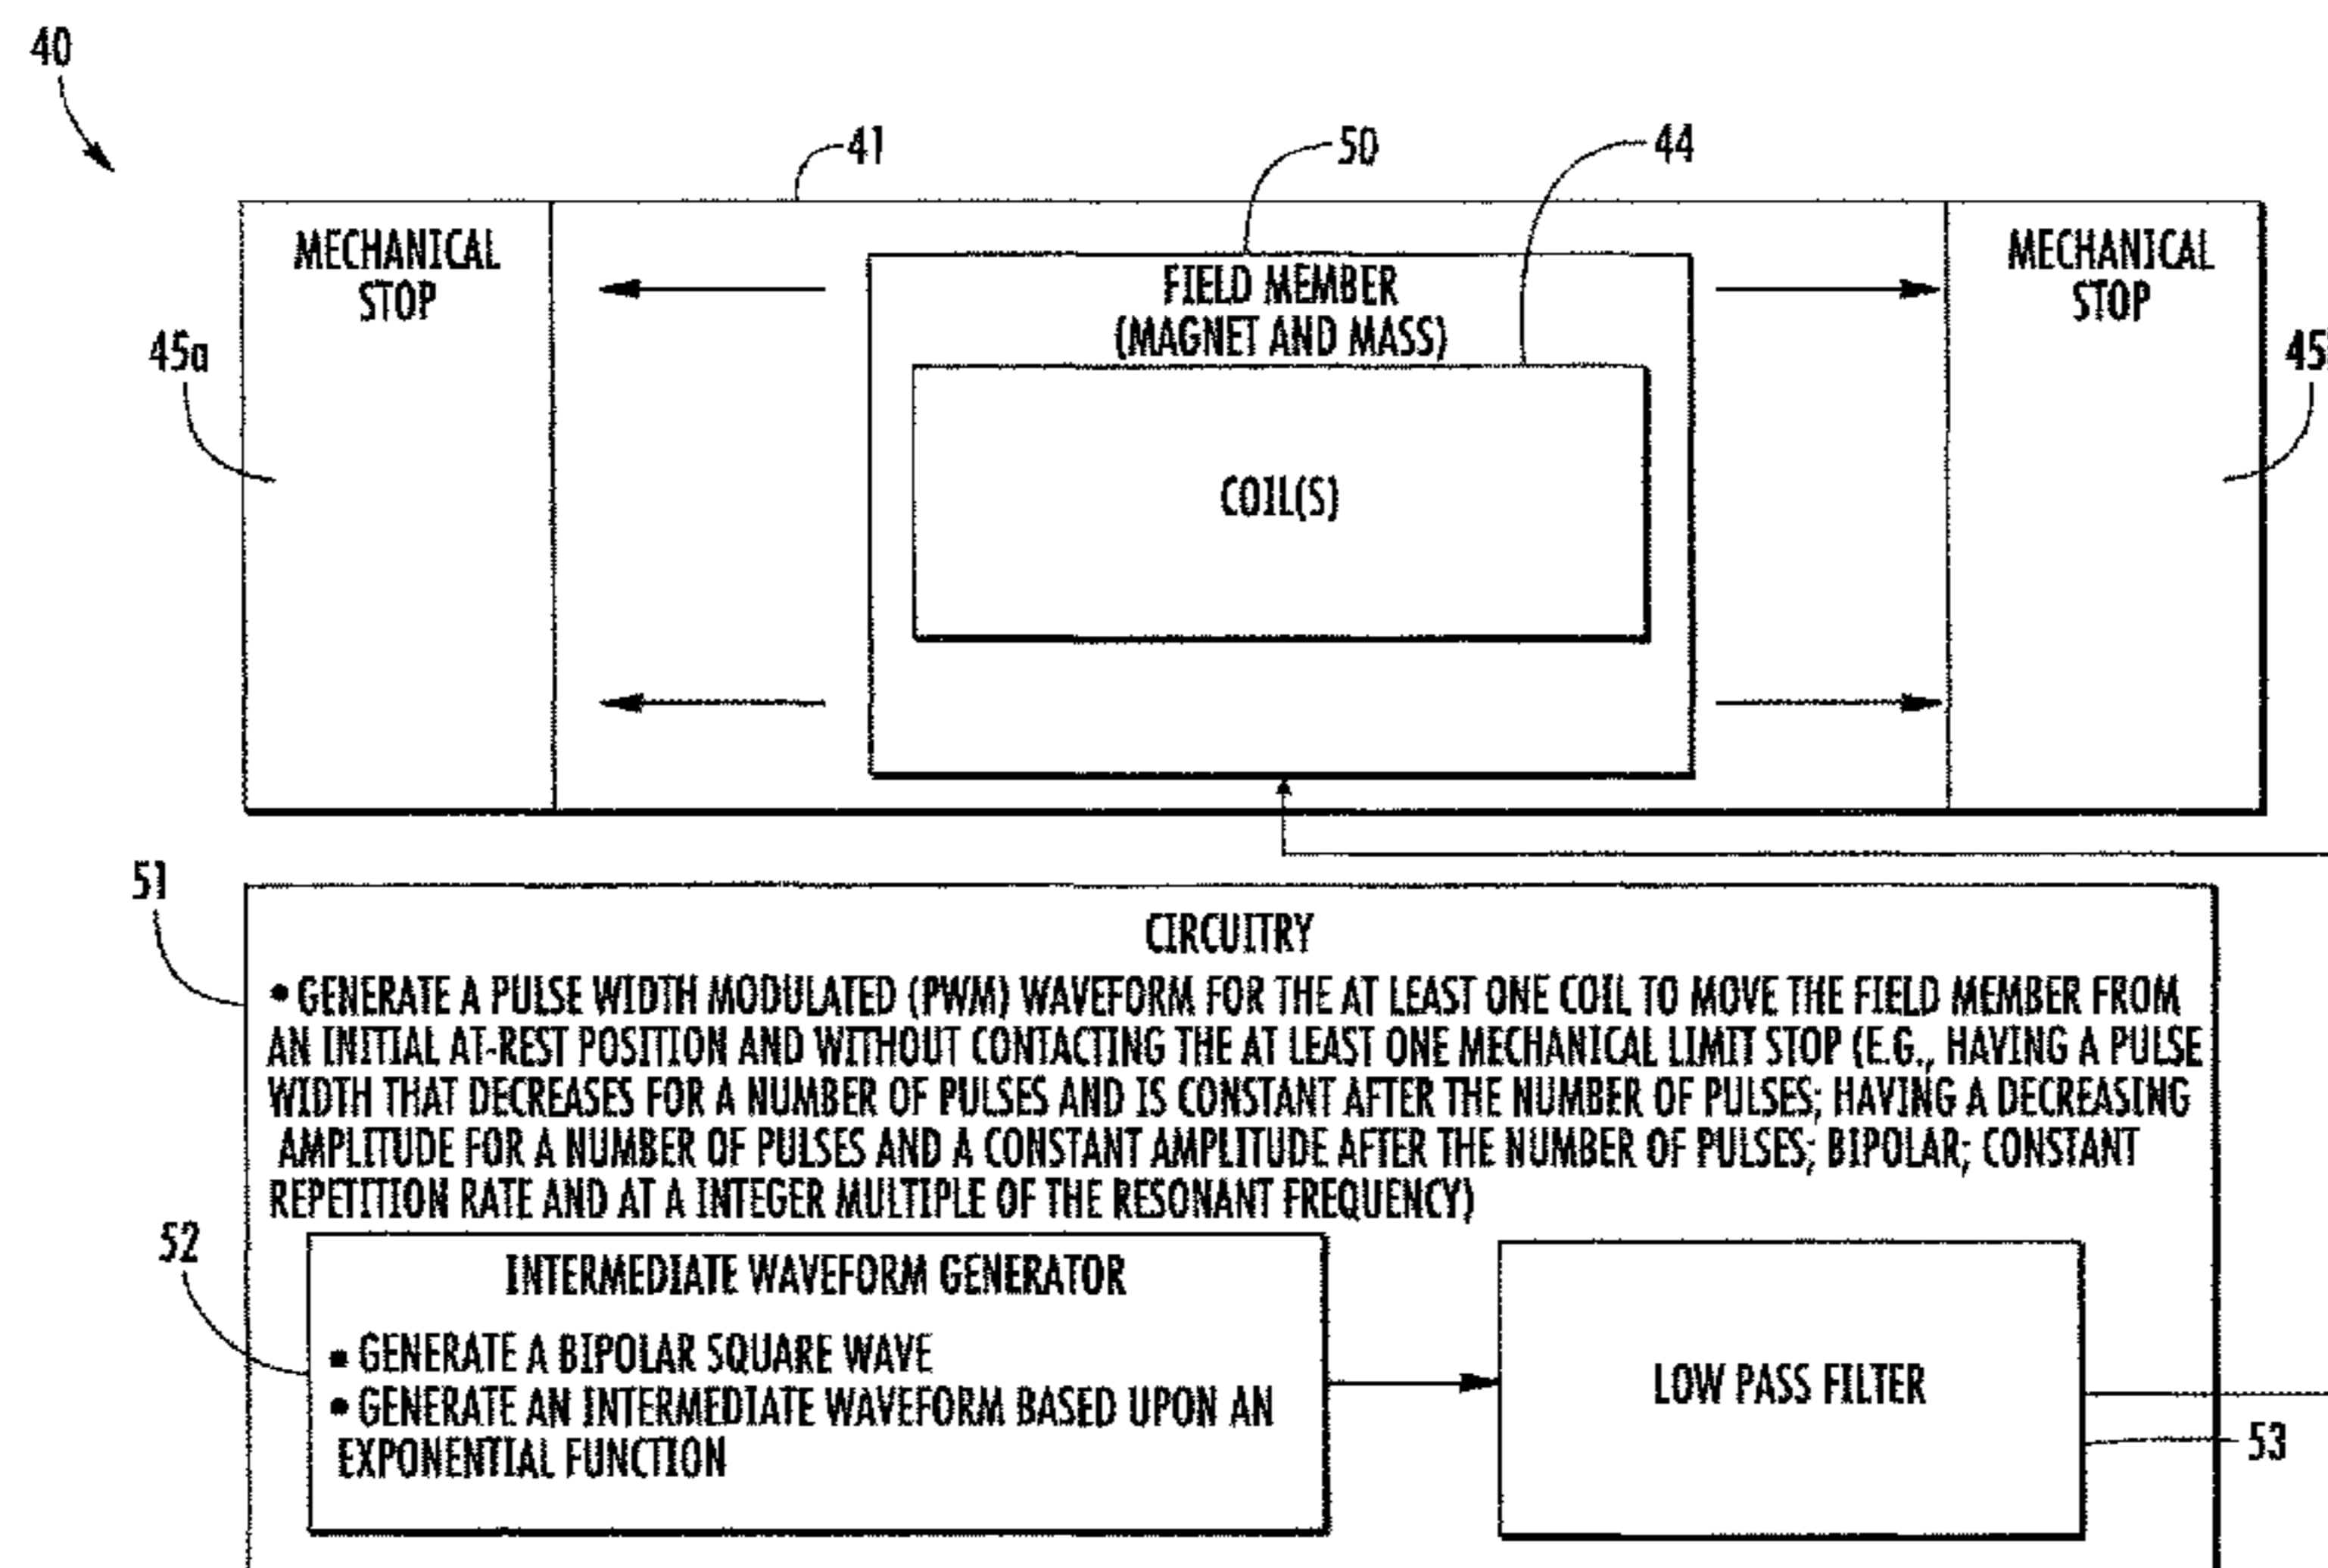 40
41
50
44
MECHANICAL
STOP
FIELD MEMBER
(MAGNET AND MASS)
MECHANICAL
STOP
45a
45
COIL(S)
51
CIRCUITRY
• GENERATE A PULSE WIDTH MODULATED (PWM) WAVEFORM FOR THE AT LEAST ONE COIL TO MOVE THE FIELD MEMBER FROM
AN INITIAL AT-REST POSITION AND WITHOUT CONTACTING THE AT LEAST ONE MECHANICAL LIMIT STOP (E.G., HAVING A PULSE
WIDTH THAT DECREASES FOR A NUMBER OF PULSES AND IS CONSTANT AFTER THE NUMBER OF PULSES; HAVING A DECREASING
AMPLITUDE FOR A NUMBER OF PULSES AND A CONSTANT AMPLITUDE AFTER THE NUMBER OF PULSES; BIPOLAR; CONSTANT
REPETITION RATE AND AT A INTEGER MULTIPLE OF THE RESONANT FREQUENCY)
52
INTERMEDIATE WAVEFORM GENERATOR
• GENERATE A BIPOLAR SQUARE WAVE
• GENERATE AN INTERMEDIATE WAVEFORM BASED UPON AN
EXPONENTIAL FUNCTION
LOW PASS FILTER
53